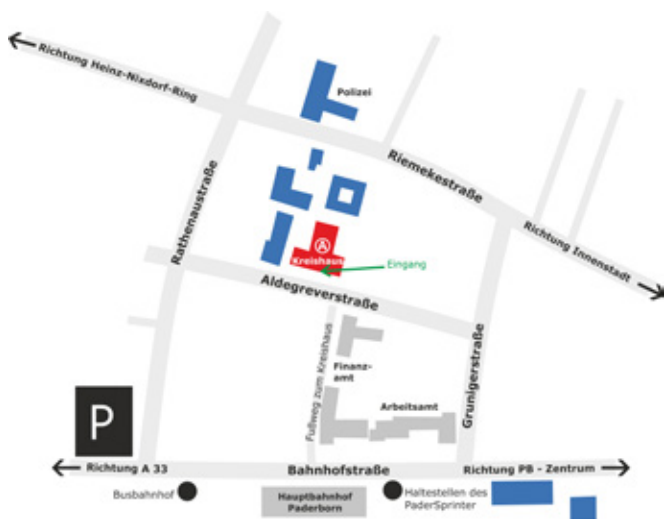 Richtung Heinz-Nixdorf-Ring
Polizei
Riemekestraße
Richtung Innenstadt
Rathenaustraße
A
Kreishaus
Eingang
Aldegreverstraße
Fußweg zum Kreishaus
Finanz-
amt
Arbeitsamt
Grunigerstraße
P
Richtung A 33
Bahnhofstraße
Richtung PB - Zentrum
Busbahnhof
Hauptbahnhof
Paderborn
Haltestellen des
PaderSprinter